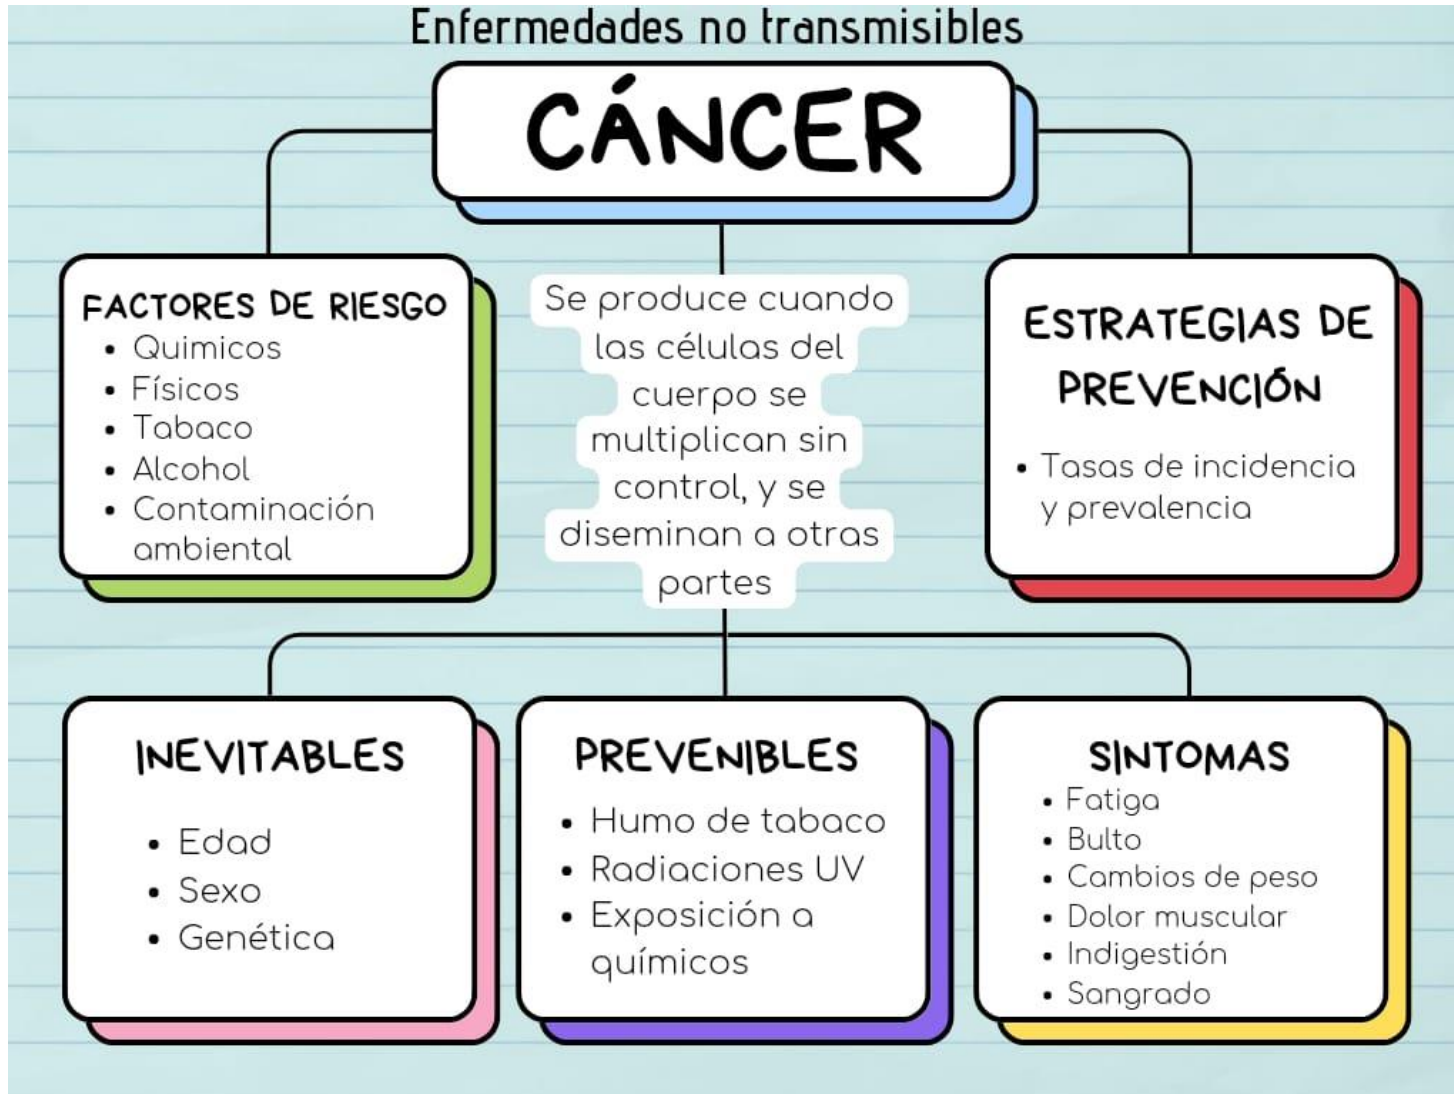 Enfermedades no transmisibles
CÁNCER
FACTORES DE RIESGO
• Quimicos
• Físicos
• Tabaco
• Alcohol
• Contaminación
ambiental
Se produce cuando
las células del
cuerpo se
multiplican sin
control, y se
diseminan a otras
partes
ESTRATEGIAS DE
PREVENCIÓN
• Tasas de incidencia
y prevalencia
INEVITABLES
• Edad
• Sexo
• Genética
PREVENIBLES
• Humo de tabaco
• Radiaciones UV
• Exposición a
químicos
SINTOMAS
• Fatiga
• Bulto
• Cambios de peso
• Dolor muscular
• Indigestión
• Sangrado